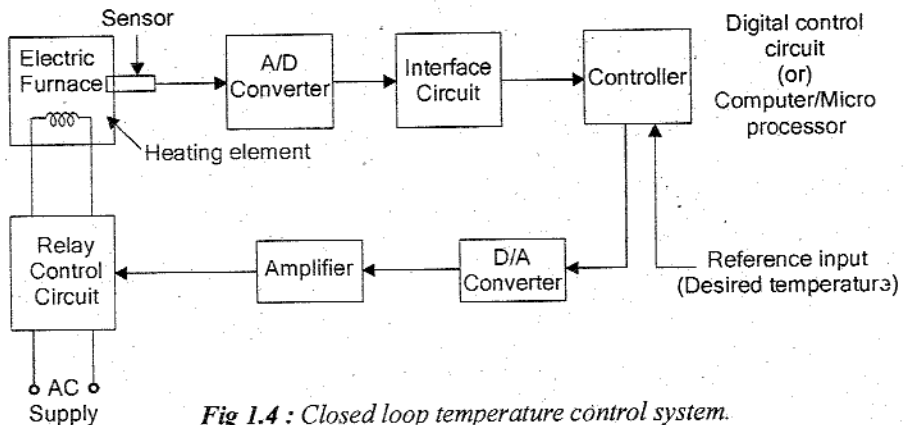 Sensor
Electric
Furnace
A/D
Converter
Interface
Circuit
Controller
Digital control
circuit
(or)
Computer/Micro
processor
Heating element
Relay
Control
Circuit
Amplifier
D/A
Converter
Reference input
(Desired temperature)
AC
Supply
Fig 1.4 : Closed loop temperature control system.